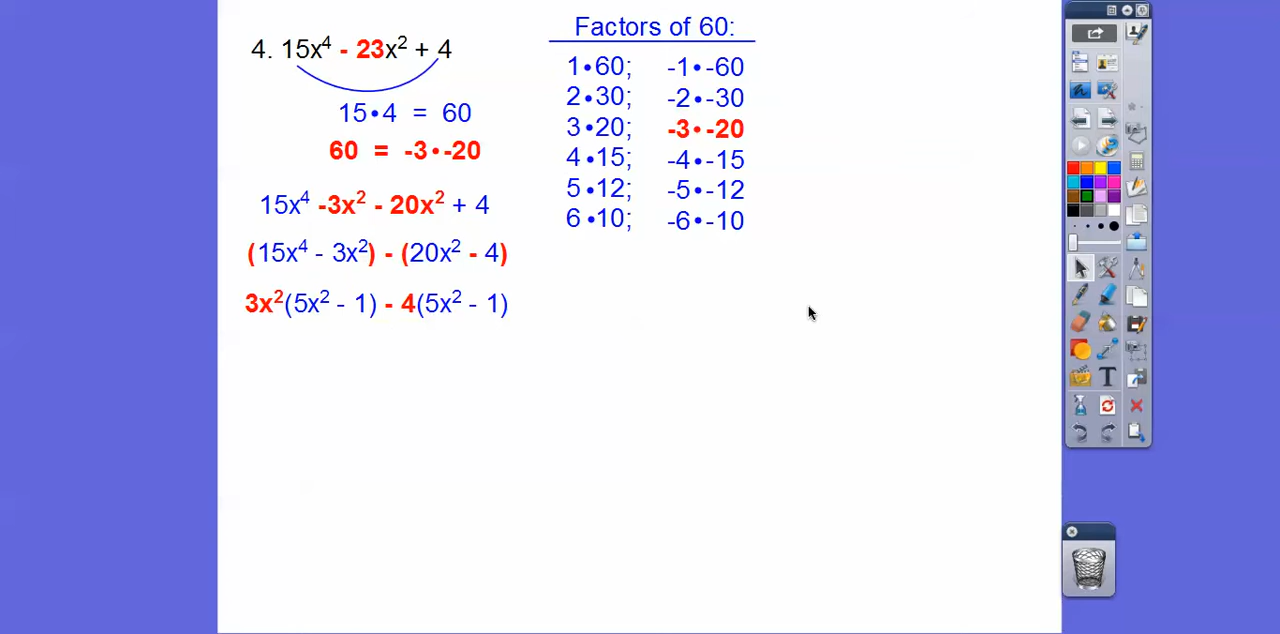 4. 15x⁴ - 23x² + 4
15•4 = 60
60 = -3•-20
15x⁴ -3x² - 20x² + 4
(15x⁴ - 3x²) - (20x² - 4)
3x²(5x² - 1) - 4(5x² - 1)
Factors of 60:
1•60; -1•-60
2•30; -2•-30
3•20; -3•-20
4•15; -4•-15
5•12; -5•-12
6•10; -6•-10
T